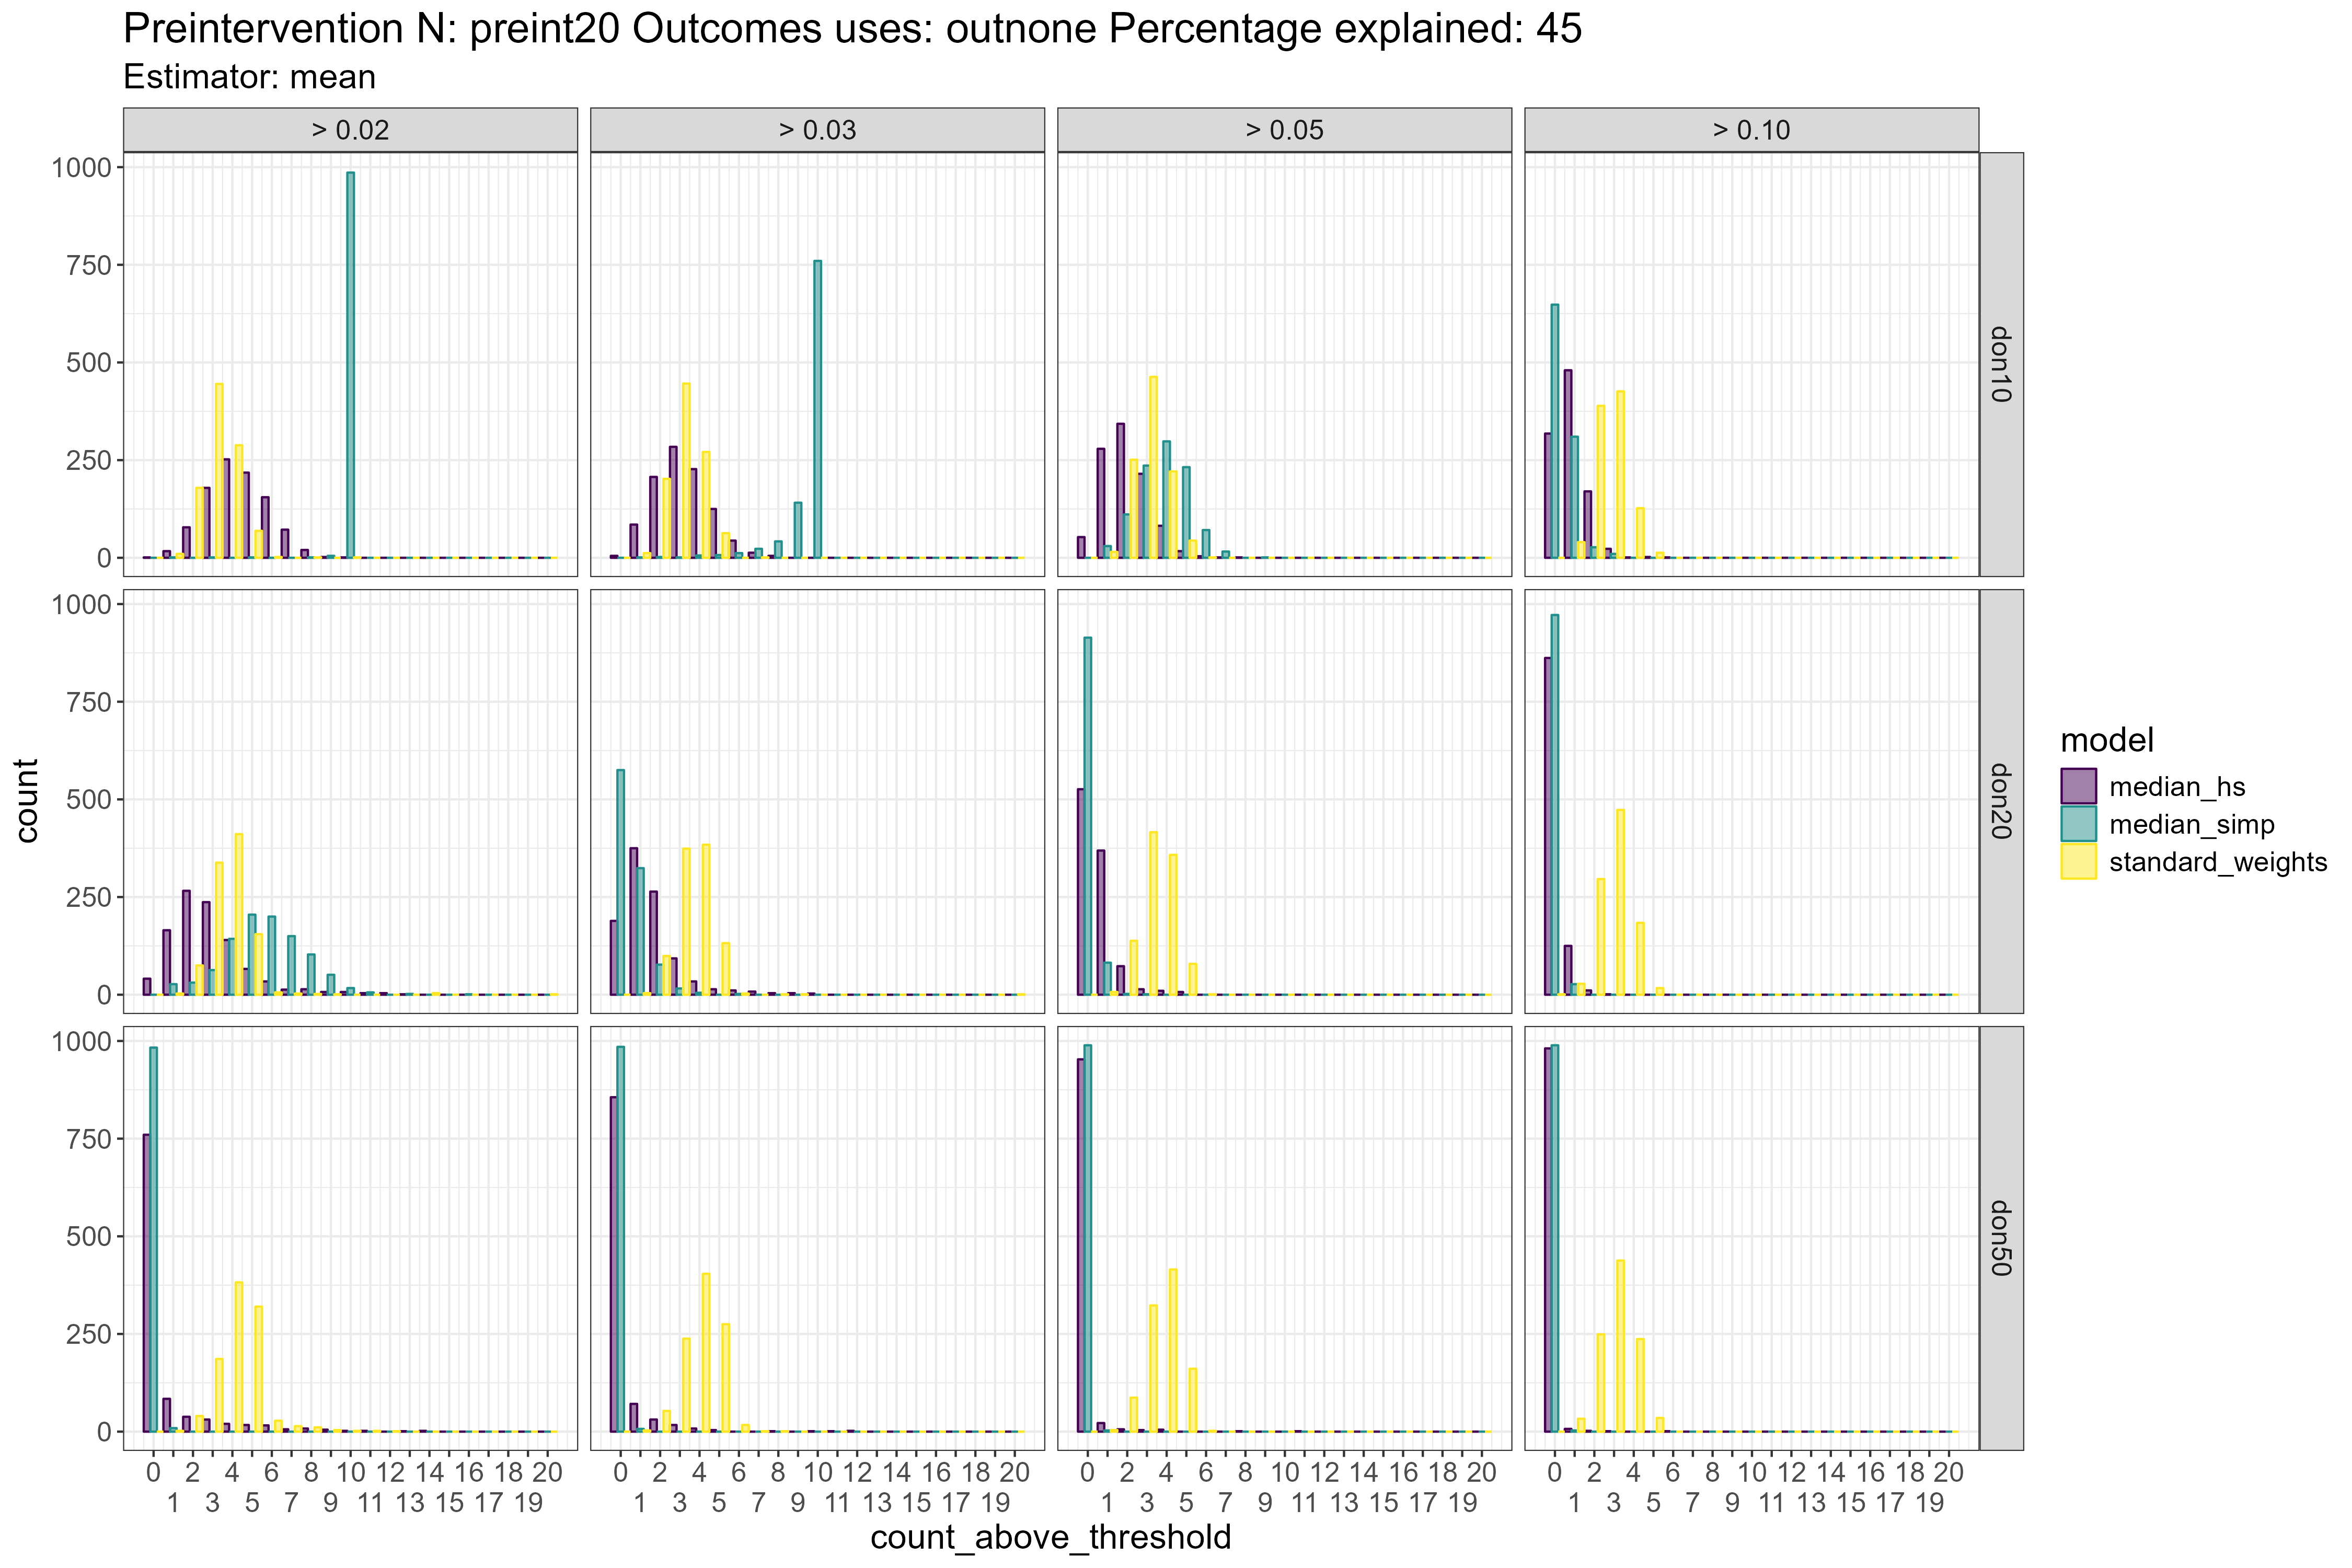 Preintervention N: preint20 Outcomes uses: outnone Percentage explained: 45
Estimator: mean
> 0.02 > 0.03 > 0.05 > 0.10
1000
750
500
250
0
don10
1000
750
500
250
0
don20
1000
750
500
250
0
don50
count
0 2 4 6 8 10 12 14 16 18 20 0 2 4 6 8 10 12 14 16 18 20 0 2 4 6 8 10 12 14 16 18 20 0 2 4 6 8 10 12 14 16 18 20
1 3 5 7 9 11 13 15 17 19 1 3 5 7 9 11 13 15 17 19 1 3 5 7 9 11 13 15 17 19 1 3 5 7 9 11 13 15 17 19
count_above_threshold
model
median_hs
median_simp
standard_weights